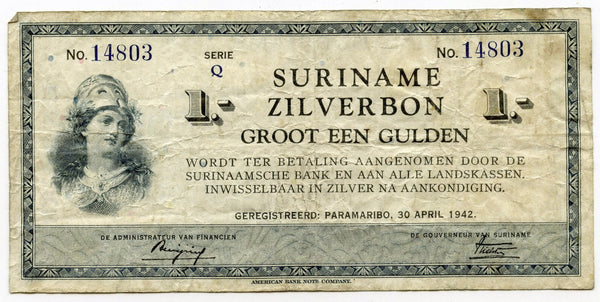 No. 14803 SERIE No. 14803
Q
SURINAME
1.- ZILVERBON 1.-
GROOT EEN GULDEN
WORDT TER BETALING AANGENOMEN DOOR DE
SURINAAMSCHE BANK EN AAN ALLE LANDSKASSEN.
INWISSELBAAR IN ZILVER NA AANKONDIGING.
GEREGISTREERD: PARAMARIBO, 30 APRIL 1942.
DE ADMINISTRATEUR VAN FINANCIEN DE GOUVERNEUR VAN SURINAME
AMERICAN BANK NOTE COMPANY.